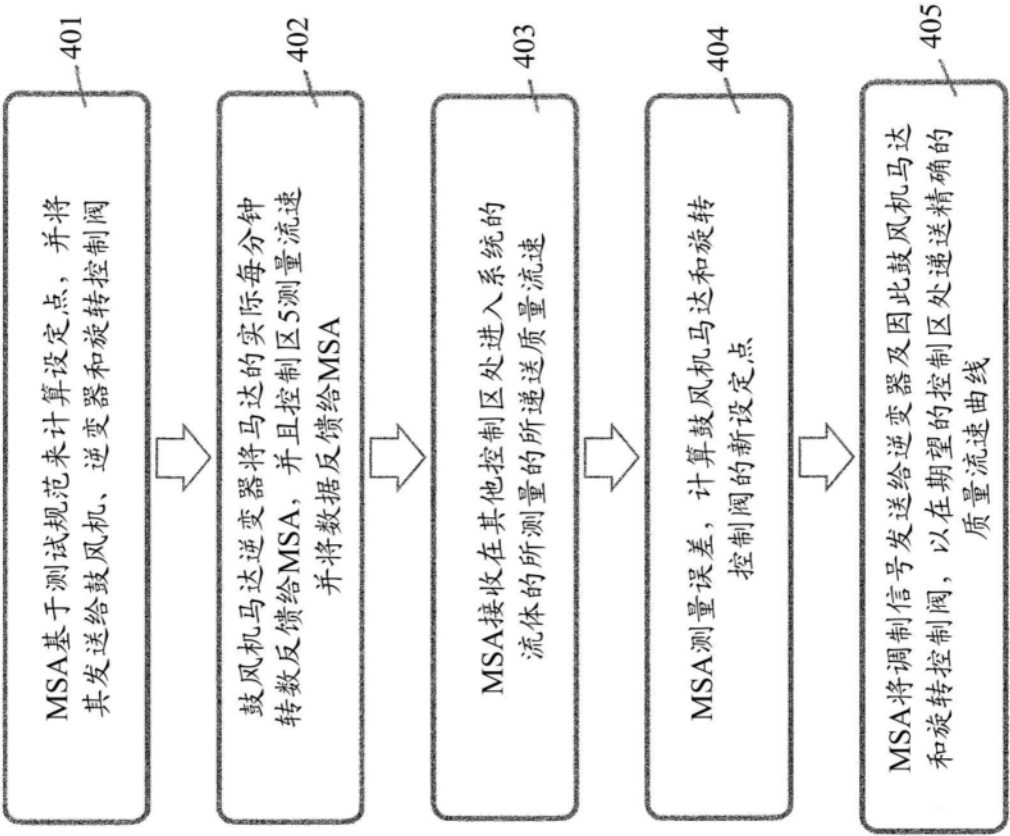 401
MSA基于测试规范来计算设定点，并将
其发送给鼓风机、逆变器和旋转控制阀
402
鼓风机马达逆变器将马达的实际每分钟
转数反馈给MSA，并且控制区5测量流速
并将数据反馈给MSA
403
MSA接收在其他控制区处进入系统的
流体的所测量的所递送质量流速
404
MSA测量误差，计算鼓风机马达和旋转
控制阀的新设定点
405
MSA将调制信号发送给逆变器及因此鼓风机马达
和旋转控制阀，以在期望的控制区处递送精确的
质量流速曲线